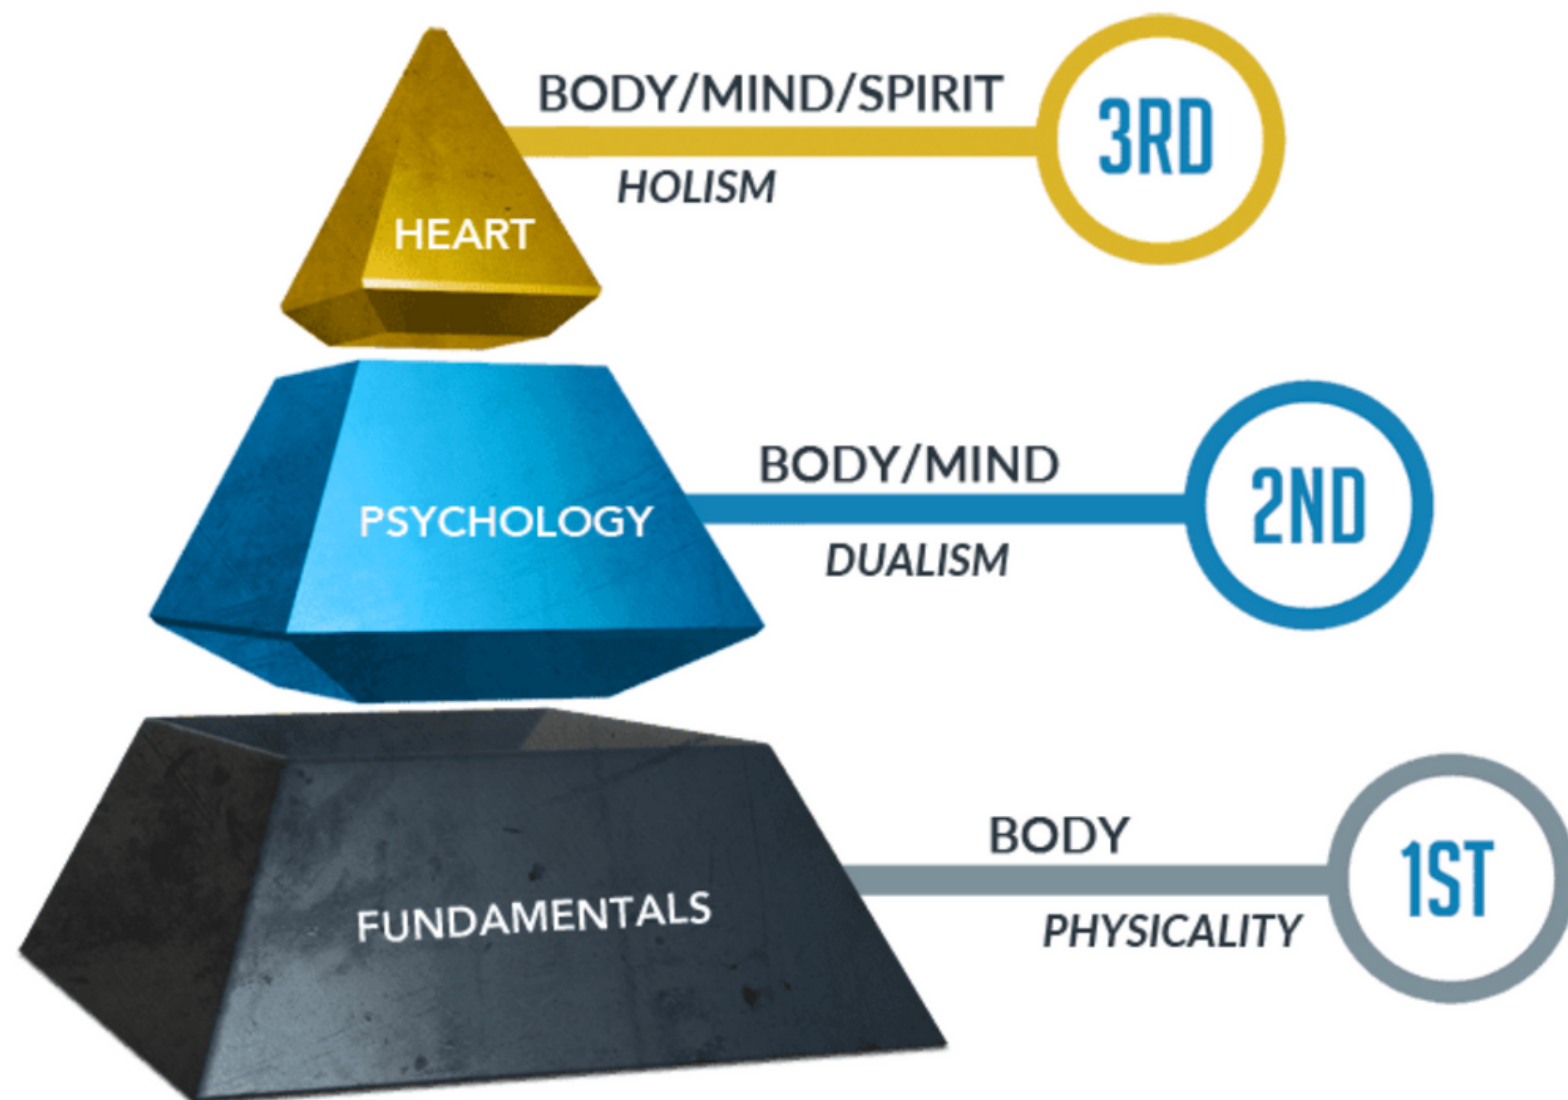 BODY/MIND/SPIRIT
3RD
HOLISM
HEART
BODY/MIND
2ND
PSYCHOLOGY
DUALISM
BODY
1ST
FUNDAMENTALS
PHYSICALITY